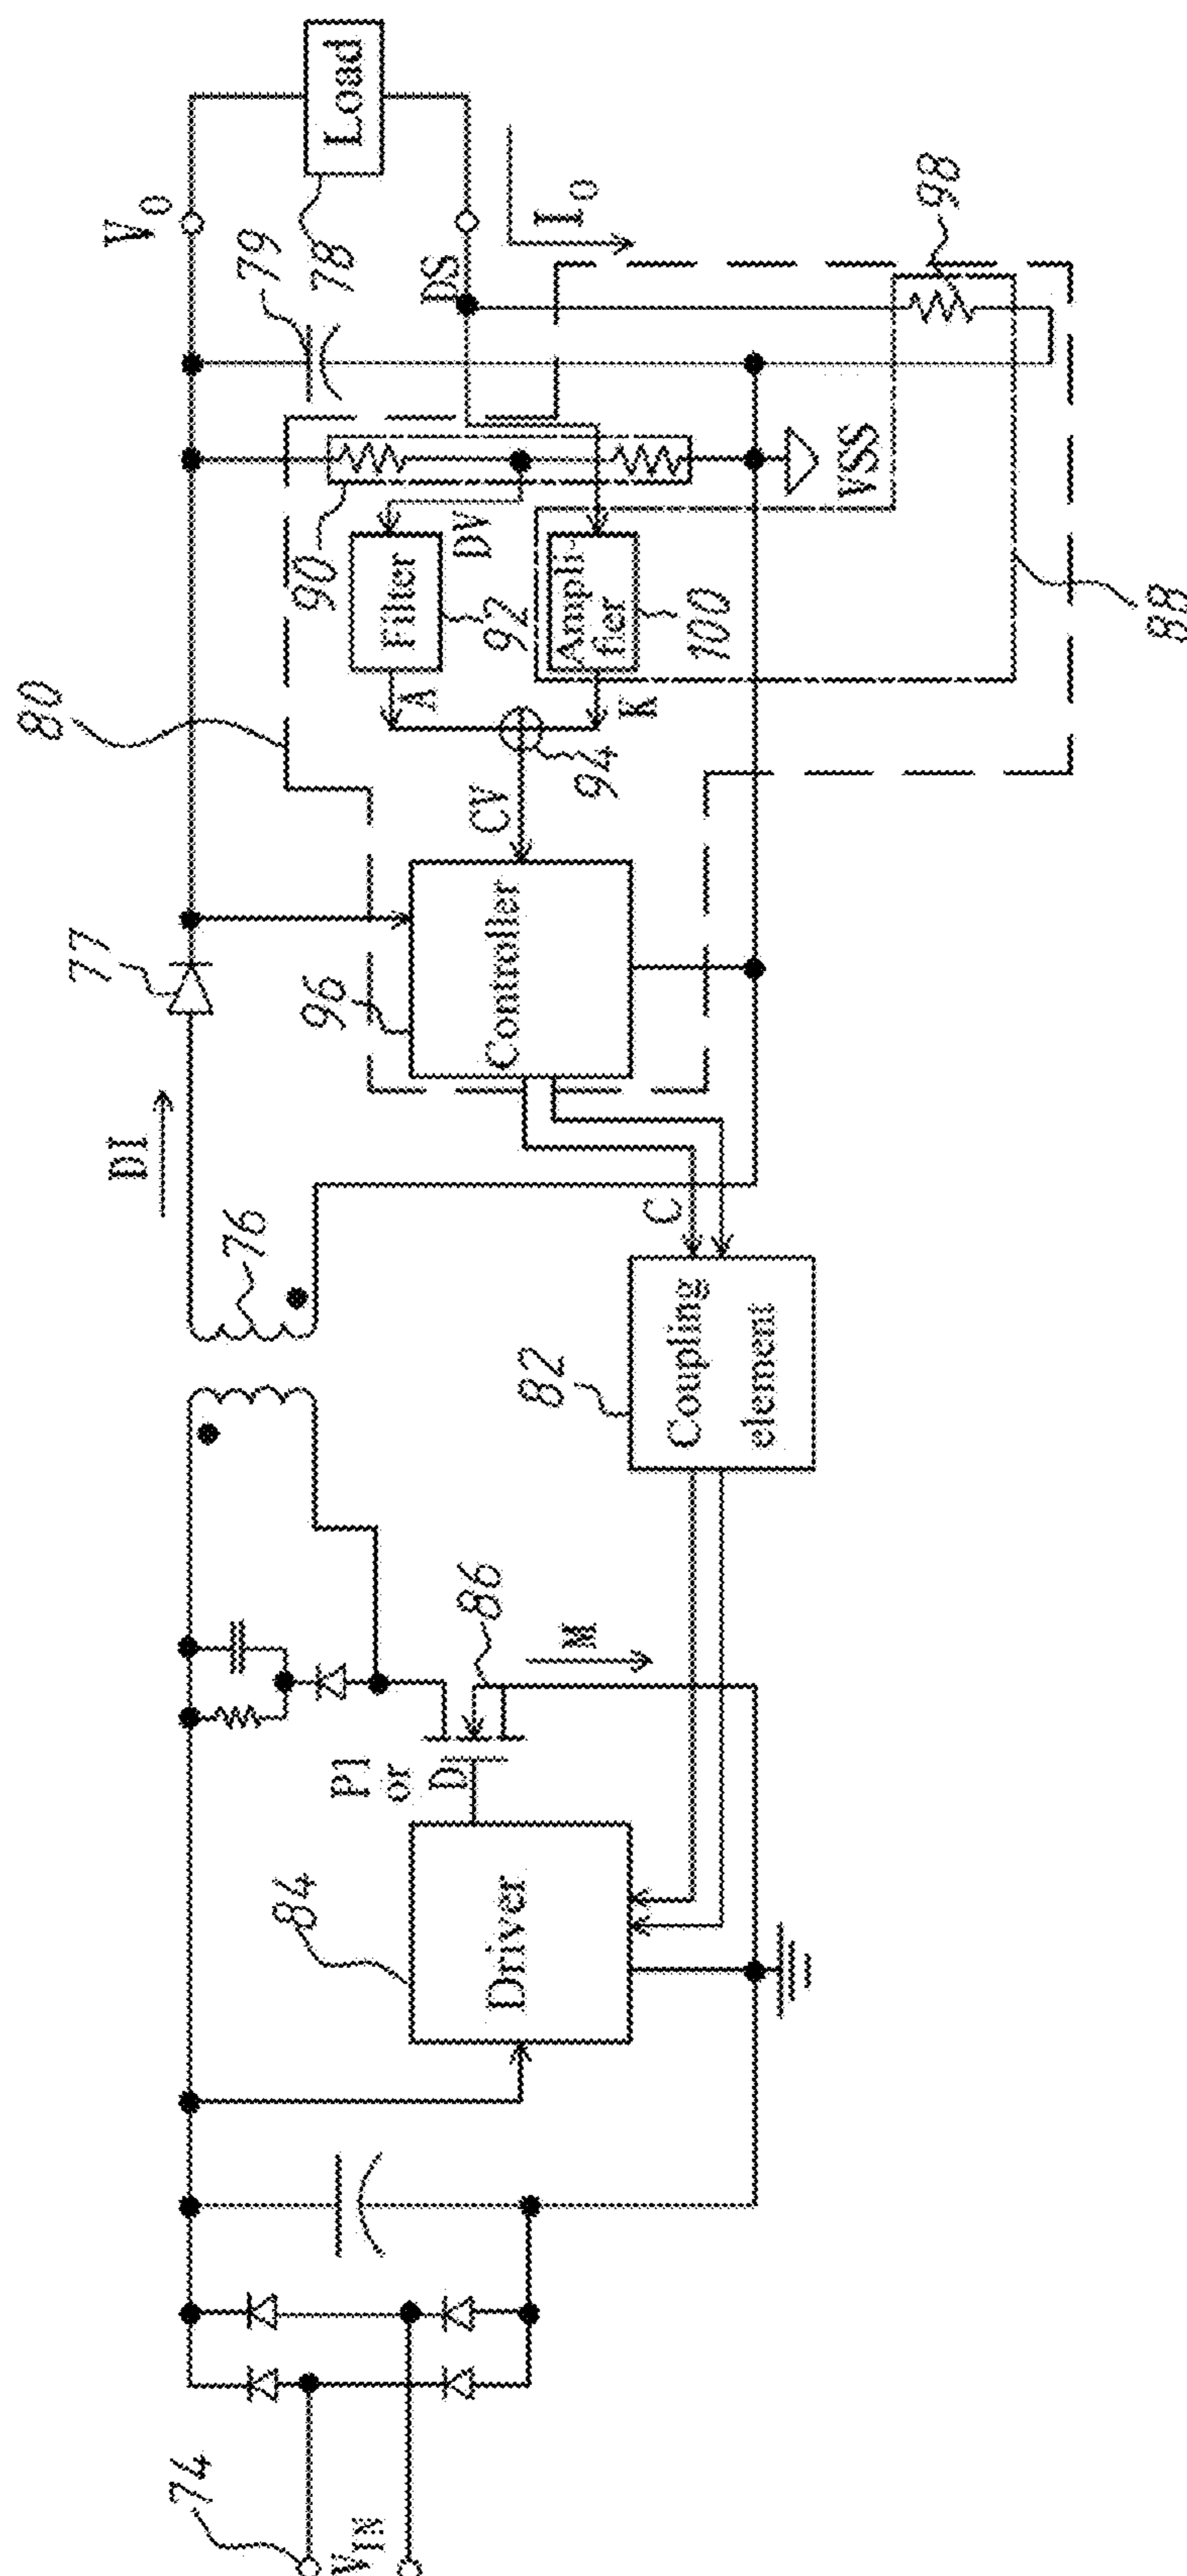 74
VIN
84
Driver
P1
or
D
86
M
82
Coupling
element
C
76
DI
77
96
Controller
80
CV
94
A
K
90
Filter
92
DV
Ampli-
fier
100
88
VSS
79
78
DS
VO
IO
98
Load